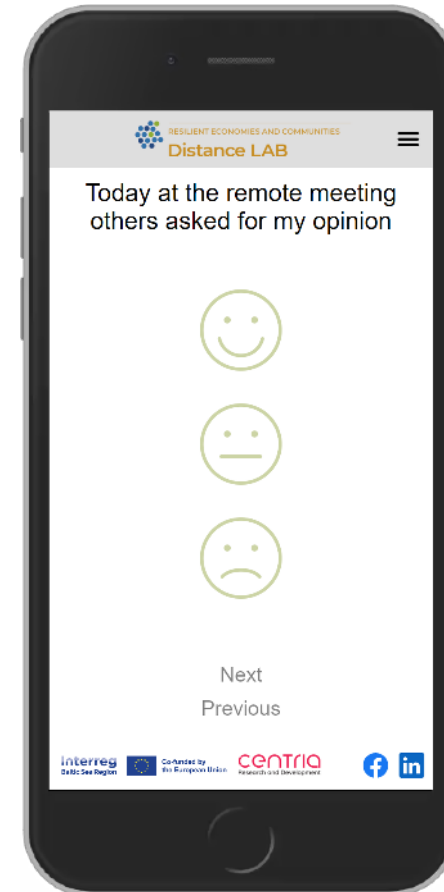 RESILIENT ECONOMIES AND COMMUNITIES
Distance LAB
Today at the remote meeting
others asked for my opinion
Next
Previous
Interreg
Baltic Sea Region
Co-funded by
the European Union
CENTRIA
Research and Development
in